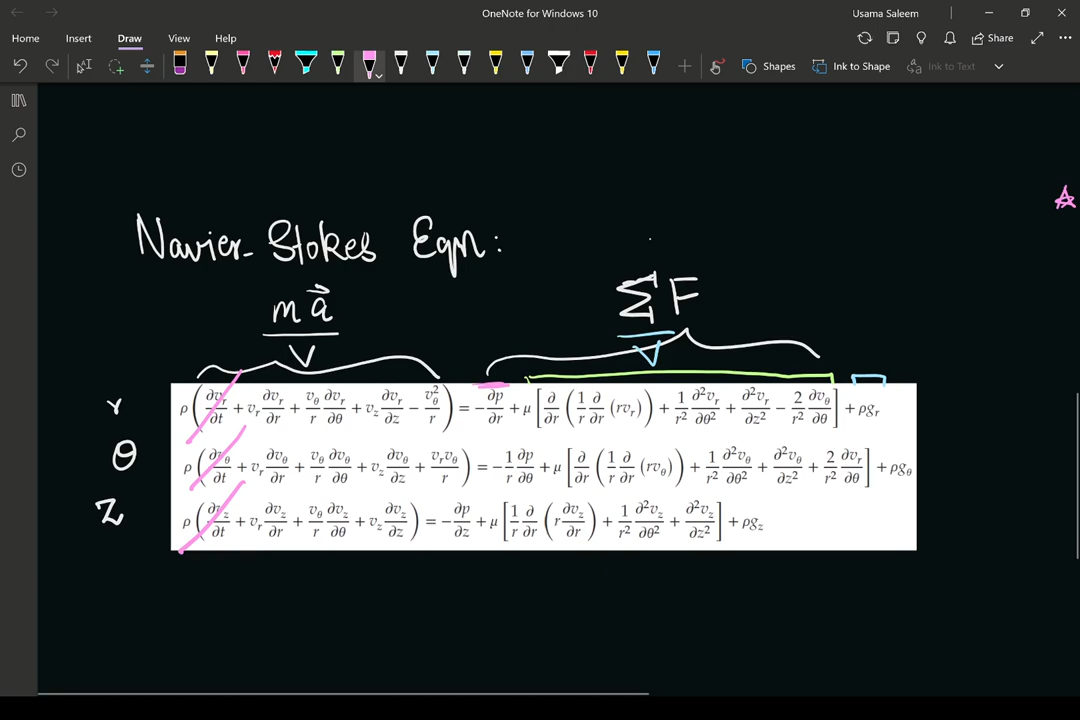 OneNote for Windows 10
Usama Saleem
Home Insert Draw View Help
Share
Shapes Ink to Shape Ink to Text
A
Navier-Stokes Eqn:
m a⃗
Σ F
r ρ(∂v_r/∂t + v_r ∂v_r/∂r + v_θ/r ∂v_r/∂θ + v_z ∂v_r/∂z − v_θ²/r) = −∂p/∂r + μ[∂/∂r(1/r ∂/∂r(rv_r)) + 1/r² ∂²v_r/∂θ² + ∂²v_r/∂z² − 2/r² ∂v_θ/∂θ] + ρg_r
θ ρ(∂v_θ/∂t + v_r ∂v_θ/∂r + v_θ/r ∂v_θ/∂θ + v_z ∂v_θ/∂z + v_r v_θ/r) = −1/r ∂p/∂θ + μ[∂/∂r(1/r ∂/∂r(rv_θ)) + 1/r² ∂²v_θ/∂θ² + ∂²v_θ/∂z² + 2/r² ∂v_r/∂θ] + ρg_θ
z ρ(∂v_z/∂t + v_r ∂v_z/∂r + v_θ/r ∂v_z/∂θ + v_z ∂v_z/∂z) = −∂p/∂z + μ[1/r ∂/∂r(r ∂v_z/∂r) + 1/r² ∂²v_z/∂θ² + ∂²v_z/∂z²] + ρg_z